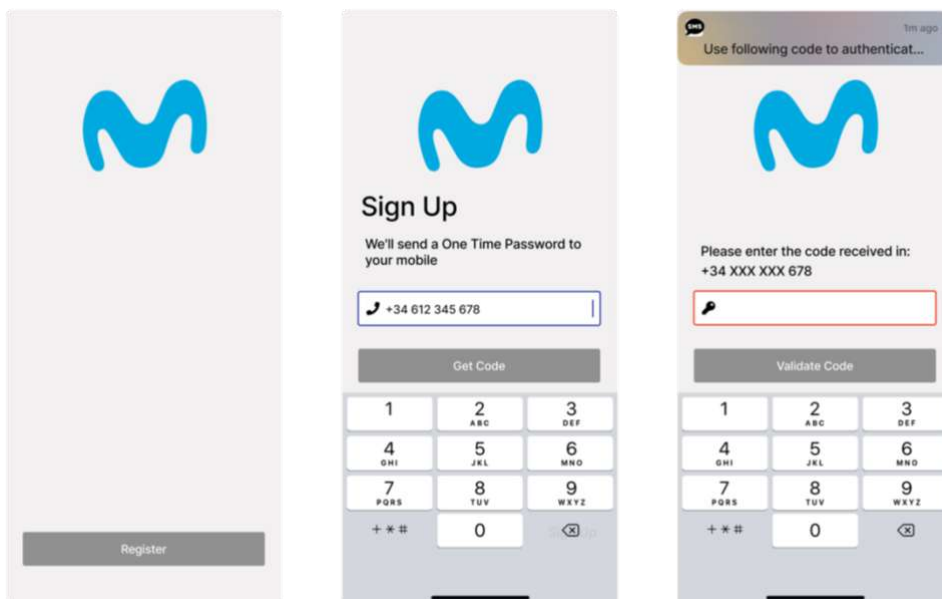 Register
Sign Up
We'll send a One Time Password to
your mobile
+34 612 345 678
Get Code
1
2
ABC
3
DEF
4
GHI
5
JKL
6
MNO
7
PQRS
8
TUV
9
WXYZ
+ * #
0
Sign Up
SMS
1m ago
Use following code to authenticat...
Please enter the code received in:
+34 XXX XXX 678
Validate Code
1
2
ABC
3
DEF
4
GHI
5
JKL
6
MNO
7
PQRS
8
TUV
9
WXYZ
+ * #
0